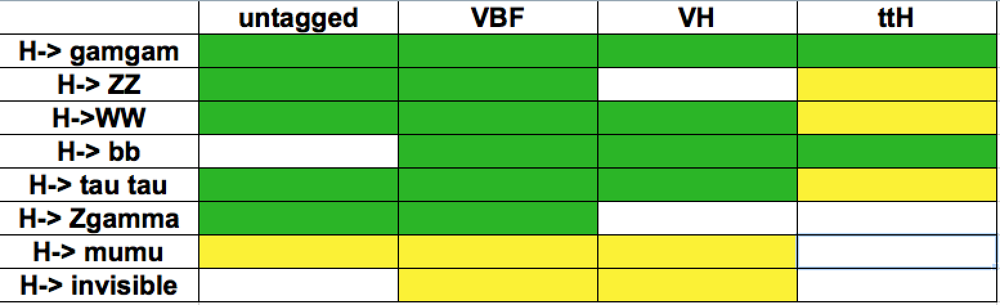 untagged VBF VH ttH
H-> gamgam
H-> ZZ
H->WW
H-> bb
H-> tau tau
H-> Zgamma
H-> mumu
H-> invisible